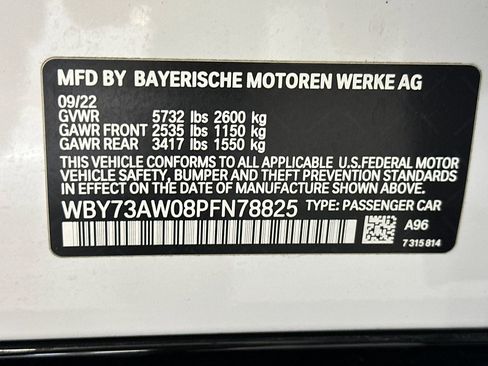 MFD BY BAYERISCHE MOTOREN WERKE AG
09/22
GVWR 5732 lbs 2600 kg
GAWR FRONT 2535 lbs 1150 kg
GAWR REAR 3417 lbs 1550 kg
THIS VEHICLE CONFORMS TO ALL APPLICABLE U.S.FEDERAL MOTOR
VEHICLE SAFETY, BUMPER AND THEFT PREVENTION STANDARDS
IN EFFECT ON THE DATE OF MANUFACTURE SHOWN ABOVE.
WBY73AW08PFN78825 TYPE: PASSENGER CAR
A96
7 315 814